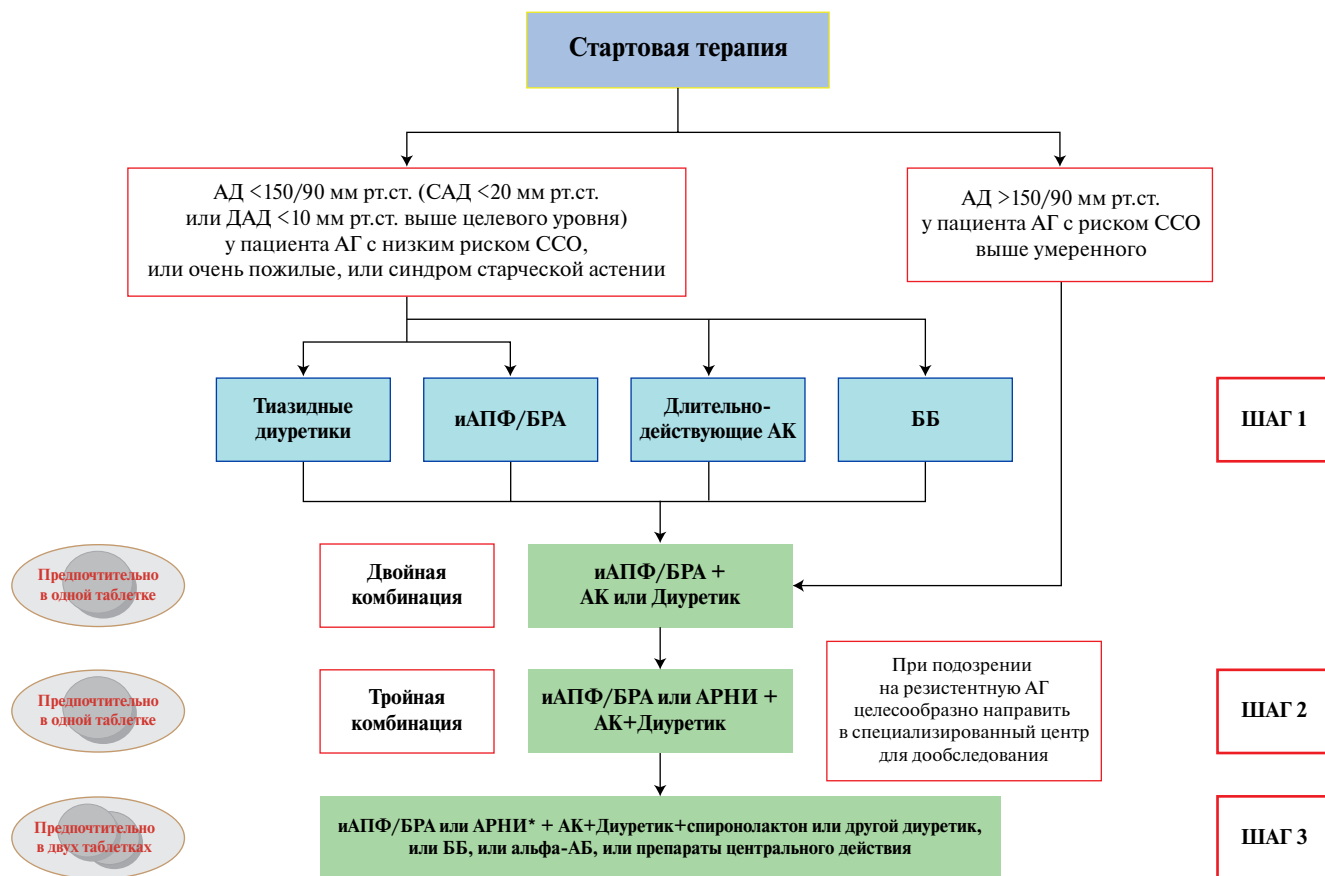 Стартовая терапия
АД <150/90 мм рт.ст. (САД <20 мм рт.ст.
или ДАД <10 мм рт.ст. выше целевого уровня)
у пациента АГ с низким риском ССО,
или очень пожилые, или синдром старческой астении
АД >150/90 мм рт.ст.
у пациента АГ с риском ССО
выше умеренного
Тиазидные
диуретики
иАПФ/БРА
Длительно-
действующие АК
ББ
ШАГ 1
Предпочтительно
в одной таблетке
Двойная
комбинация
иАПФ/БРА +
АК или Диуретик
Предпочтительно
в одной таблетке
Тройная
комбинация
иАПФ/БРА или АРНИ +
АК+Диуретик
При подозрении
на резистентную АГ
целесообразно направить
в специализированный центр
для дообследования
ШАГ 2
Предпочтительно
в двух таблетках
иАПФ/БРА или АРНИ* + АК+Диуретик+спиронолактон или другой диуретик,
или ББ, или альфа-АБ, или препараты центрального действия
ШАГ 3